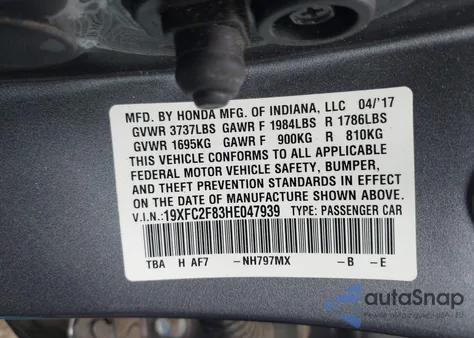 MFD. BY HONDA MFG. OF INDIANA, LLC 04/'17
GVWR 3737LBS GAWR F 1984LBS R 1786LBS
GVWR 1695KG GAWR F 900KG R 810KG
THIS VEHICLE CONFORMS TO ALL APPLICABLE
FEDERAL MOTOR VEHICLE SAFETY, BUMPER,
AND THEFT PREVENTION STANDARDS IN EFFECT
ON THE DATE OF MANUFACTURE SHOWN ABOVE.
V.I.N.:19XFC2F83HE047939 TYPE: PASSENGER CAR
TBA H AF7 -NH797MX -B -E
autoSnap